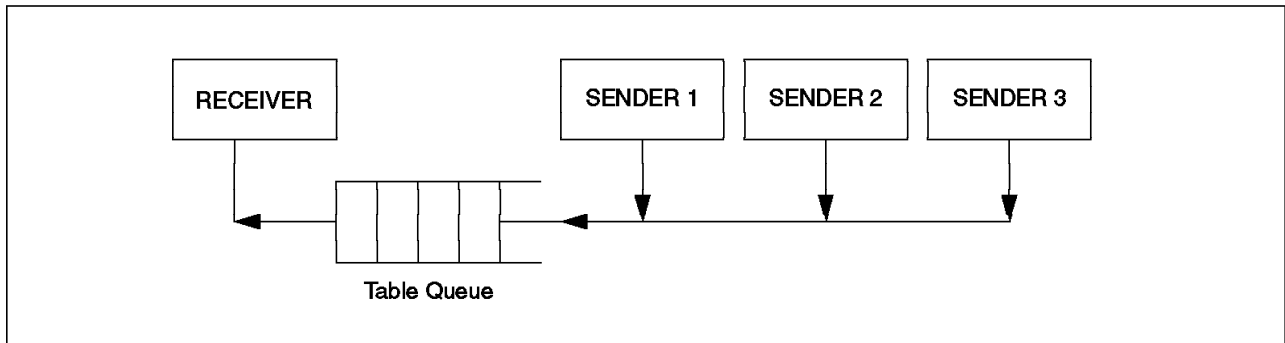 RECEIVER
SENDER 1
SENDER 2
SENDER 3
Table Queue